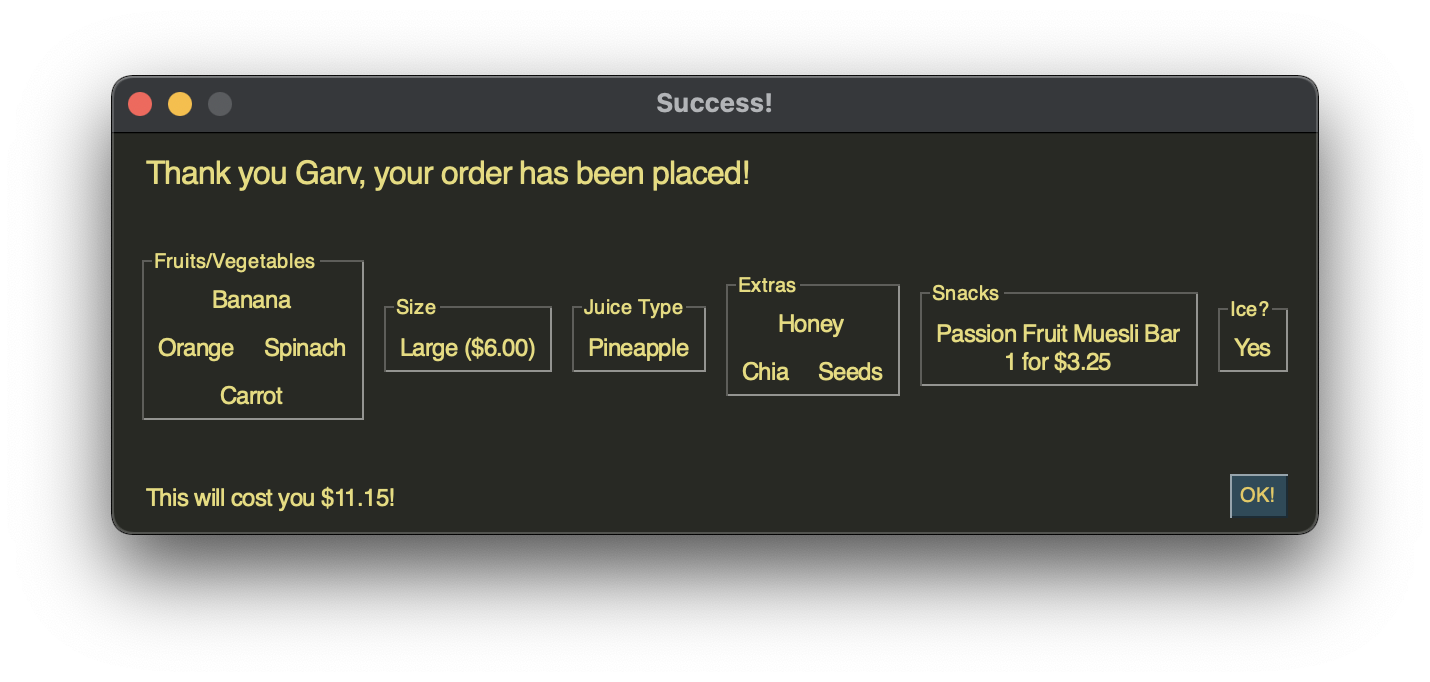 Success!
Thank you Garv, your order has been placed!
Fruits/Vegetables
Banana
Orange Spinach
Carrot
Size
Large ($6.00)
Juice Type
Pineapple
Extras
Honey
Chia Seeds
Snacks
Passion Fruit Muesli Bar
1 for $3.25
Ice?
Yes
This will cost you $11.15!
OK!